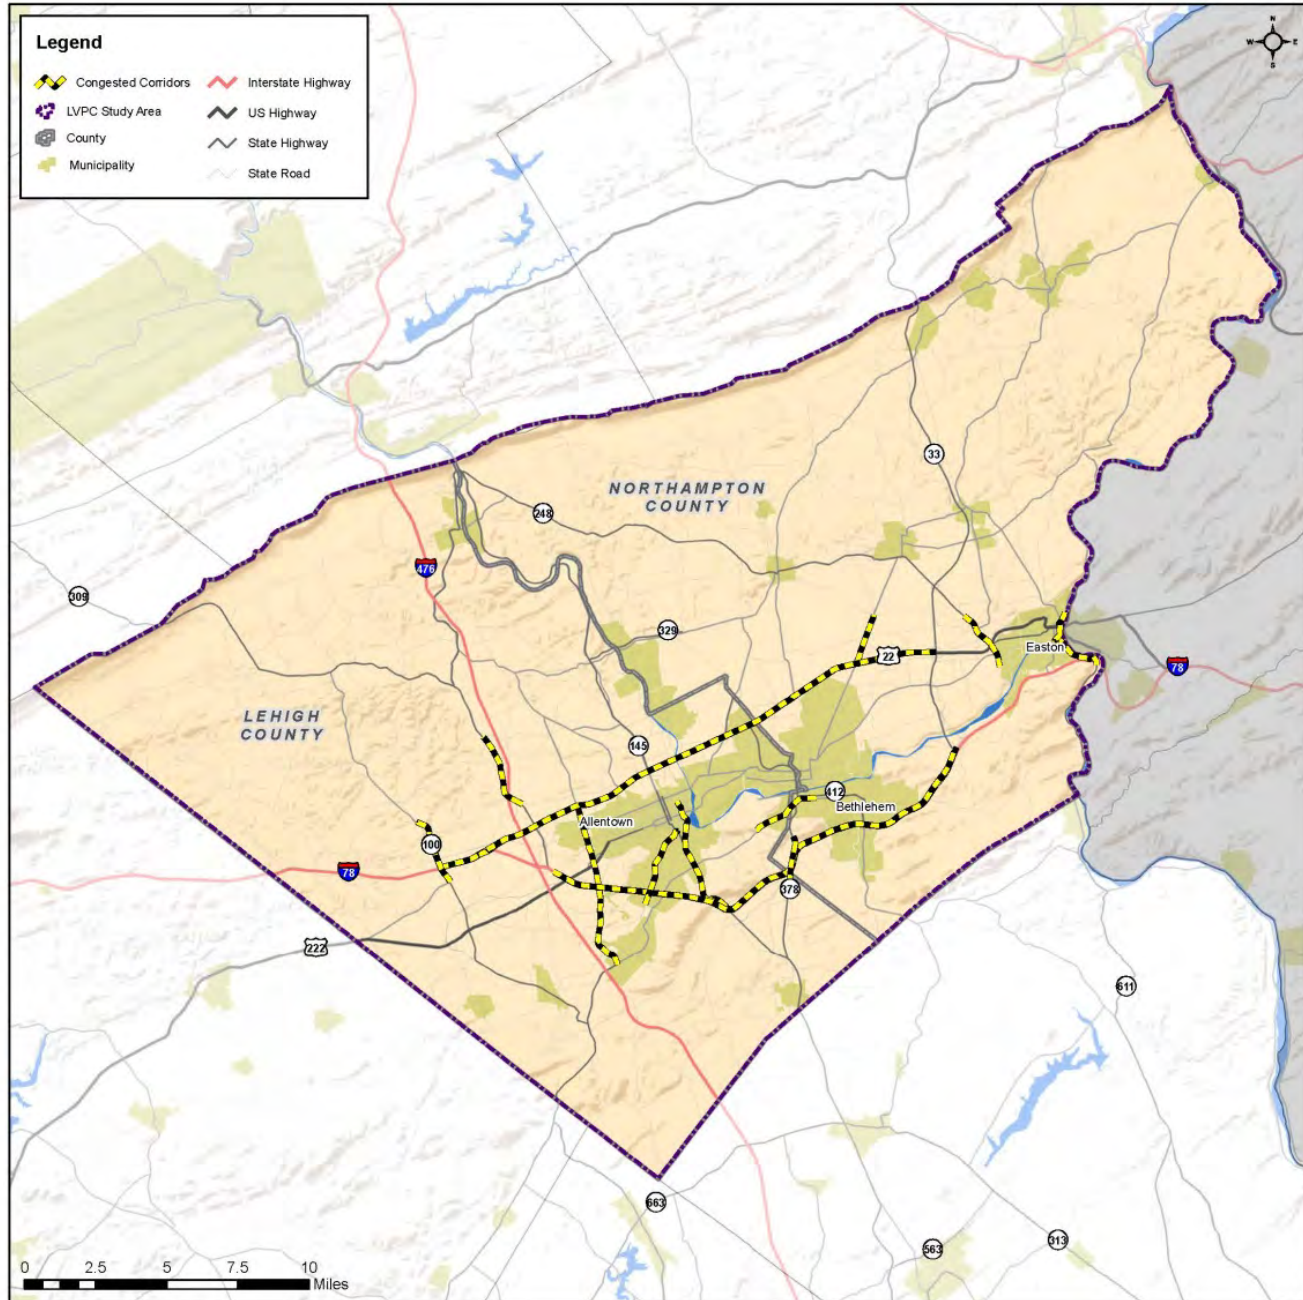 Legend
Congested Corridors
Interstate Highway
LVPC Study Area
US Highway
County
State Highway
Municipality
State Road
N
W E
S
33
NORTHAMPTON
COUNTY
248
476
309
329
22
Easton
78
LEHIGH
COUNTY
145
412
Bethlehem
Allentown
100
78
378
222
611
663
563
313
0 2.5 5 7.5 10
Miles